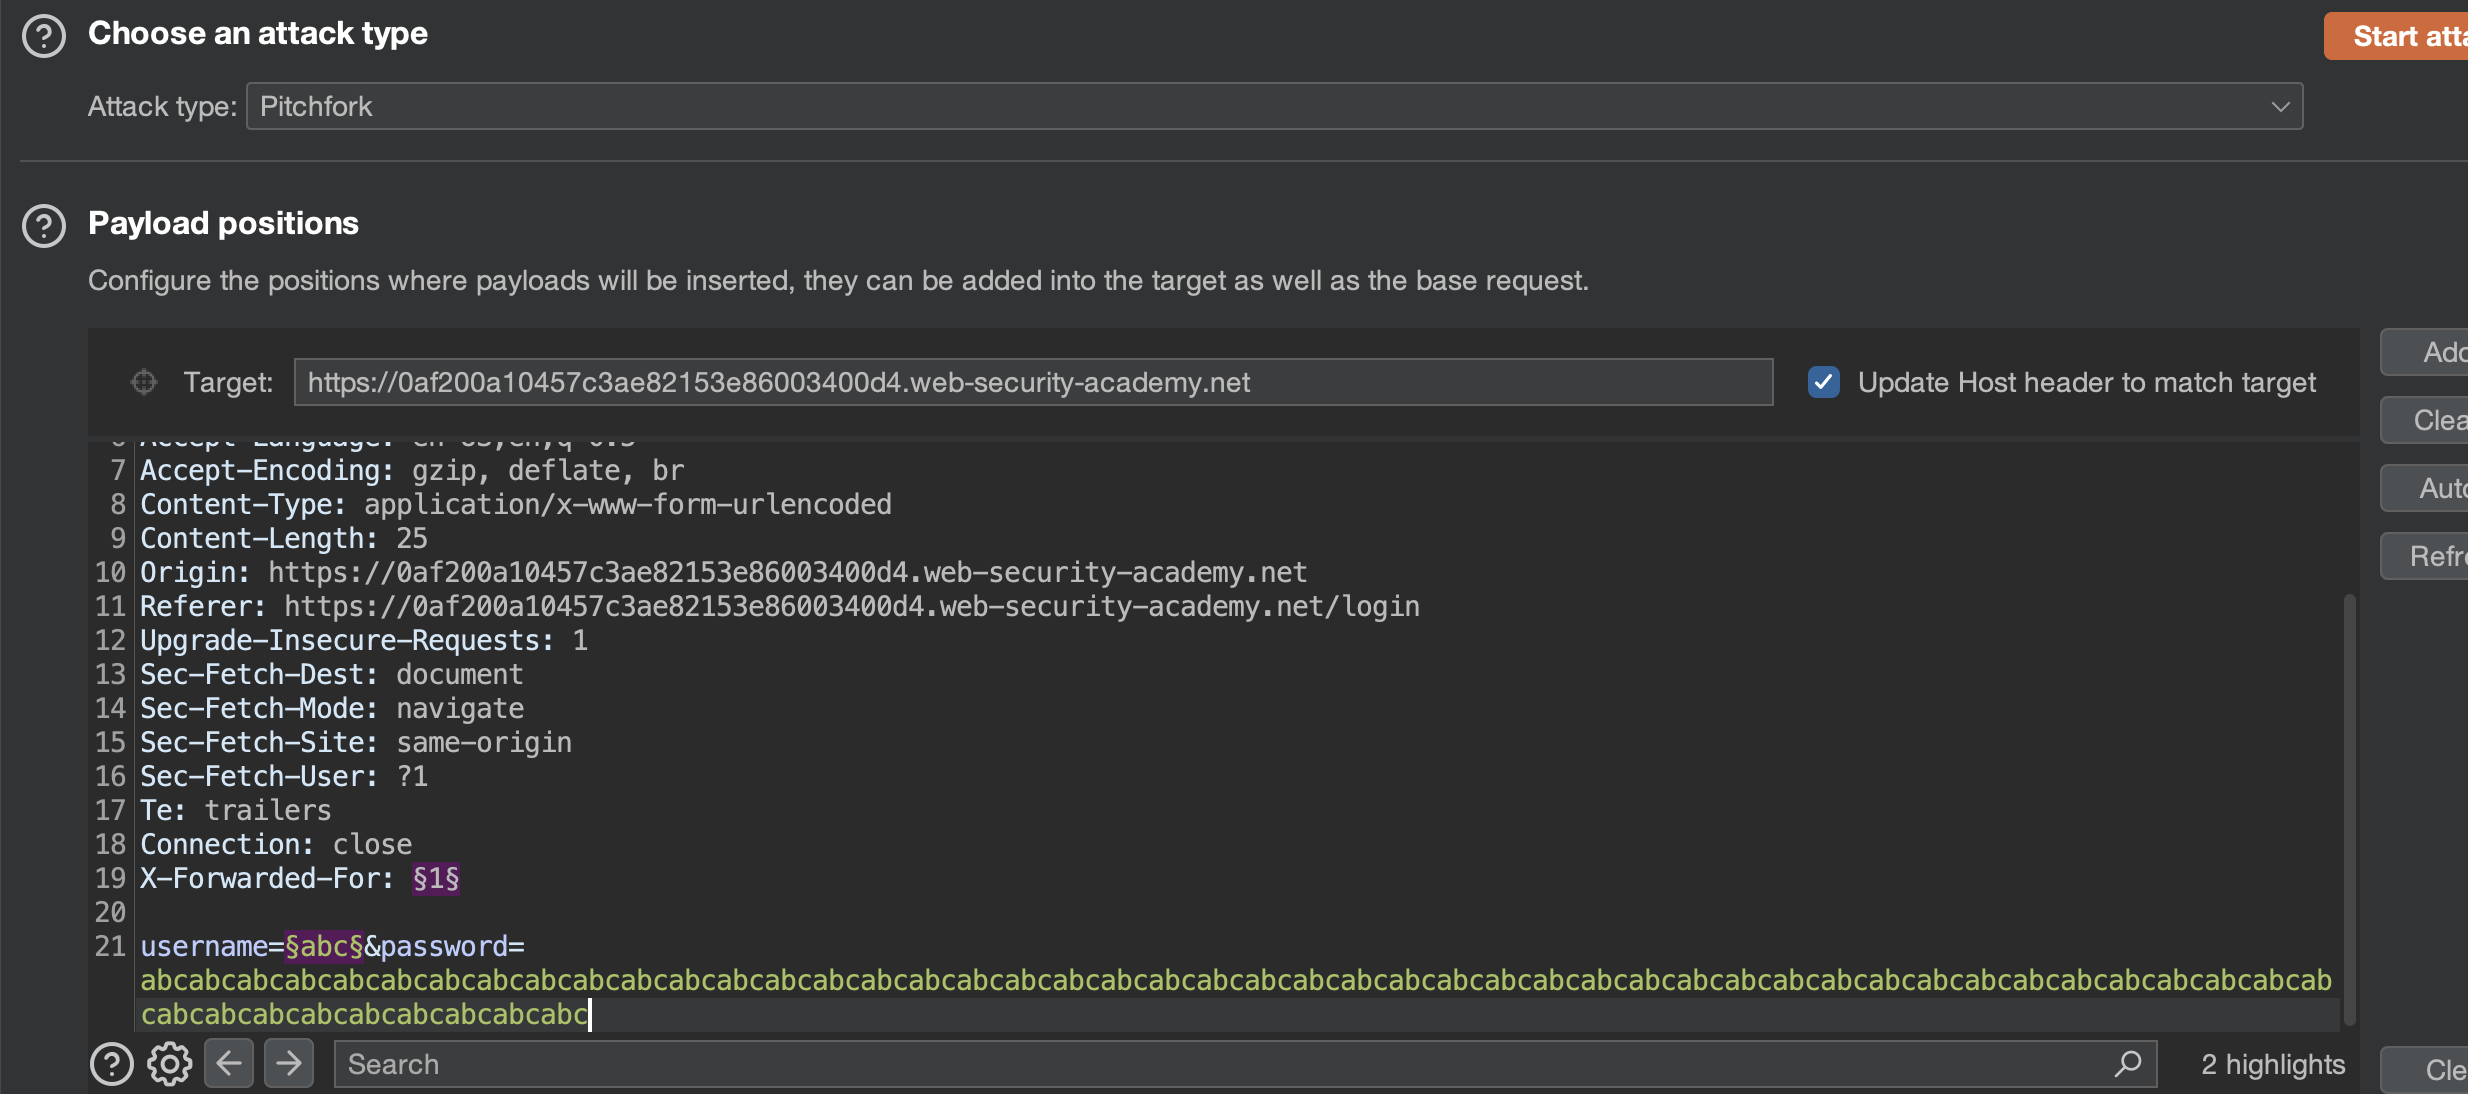 Choose an attack type
Start atta
Attack type: Pitchfork
Payload positions
Configure the positions where payloads will be inserted, they can be added into the target as well as the base request.
Target: https://0af200a10457c3ae82153e86003400d4.web-security-academy.net
Update Host header to match target
Add
Clea
Auto
Refre
7 Accept-Encoding: gzip, deflate, br
8 Content-Type: application/x-www-form-urlencoded
9 Content-Length: 25
10 Origin: https://0af200a10457c3ae82153e86003400d4.web-security-academy.net
11 Referer: https://0af200a10457c3ae82153e86003400d4.web-security-academy.net/login
12 Upgrade-Insecure-Requests: 1
13 Sec-Fetch-Dest: document
14 Sec-Fetch-Mode: navigate
15 Sec-Fetch-Site: same-origin
16 Sec-Fetch-User: ?1
17 Te: trailers
18 Connection: close
19 X-Forwarded-For: §1§
20
21 username=§abc§&password=
abcabcabcabcabcabcabcabcabcabcabcabcabcabcabcabcabcabcabcabcabcabcabcabcabcabcabcabcabcabcabcabcabcabcabcabcabcabcabcabcabcabcabcabcab
cabcabcabcabcabcabcabcabcabc
Search
2 highlights
Cle